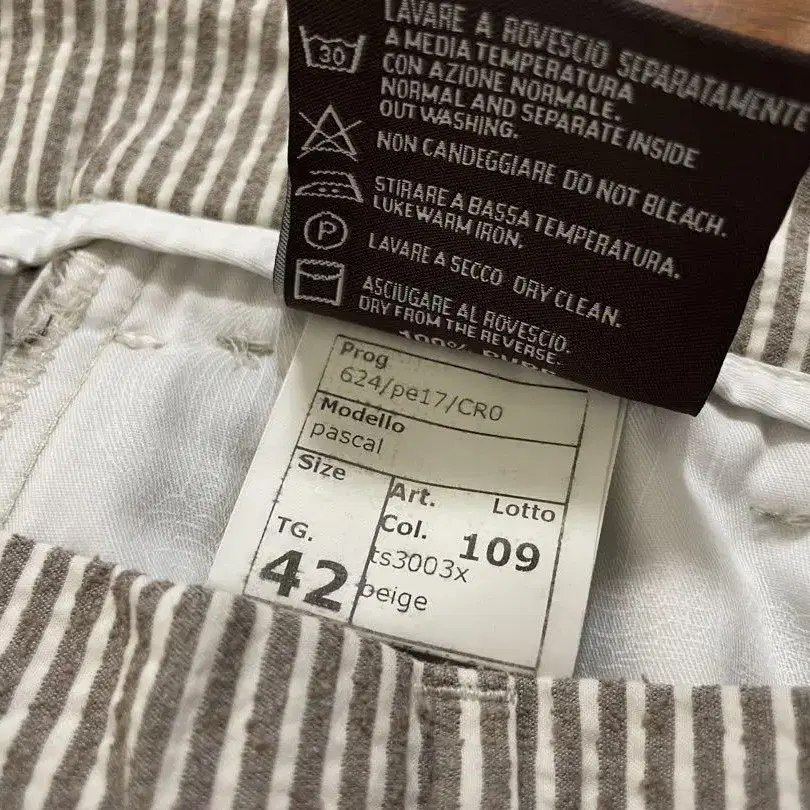 30
LAVARE A ROVESCIO SEPARATAMENTE
A MEDIA TEMPERATURA
CON AZIONE NORMALE.
NORMAL AND SEPARATE INSIDE
OUT WASHING.
NON CANDEGGIARE DO NOT BLEACH.
STIRARE A BASSA TEMPERATURA.
LUKEWARM IRON.
P
LAVARE A SECCO DRY CLEAN.
ASCIUGARE AL ROVESCIO.
DRY FROM THE REVERSE.
100% PURE
Prog
624/pe17/CR0
Modello
pascal
Size
Art. Lotto
TG.
Col. 109
42
ts3003x
beige